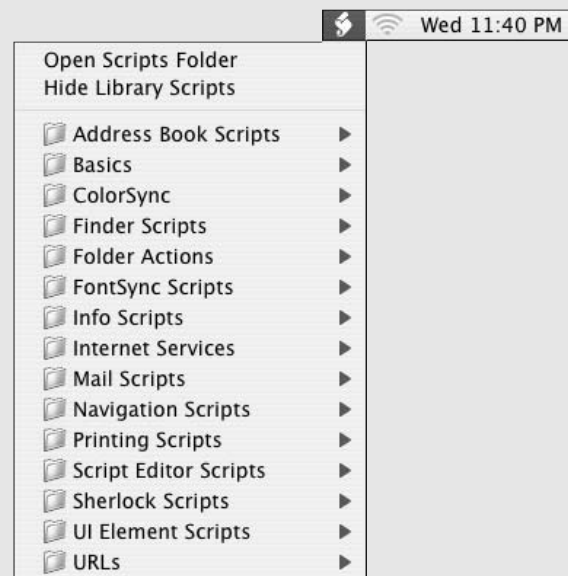 Wed 11:40 PM
Open Scripts Folder
Hide Library Scripts
Address Book Scripts
Basics
ColorSync
Finder Scripts
Folder Actions
FontSync Scripts
Info Scripts
Internet Services
Mail Scripts
Navigation Scripts
Printing Scripts
Script Editor Scripts
Sherlock Scripts
UI Element Scripts
URLs